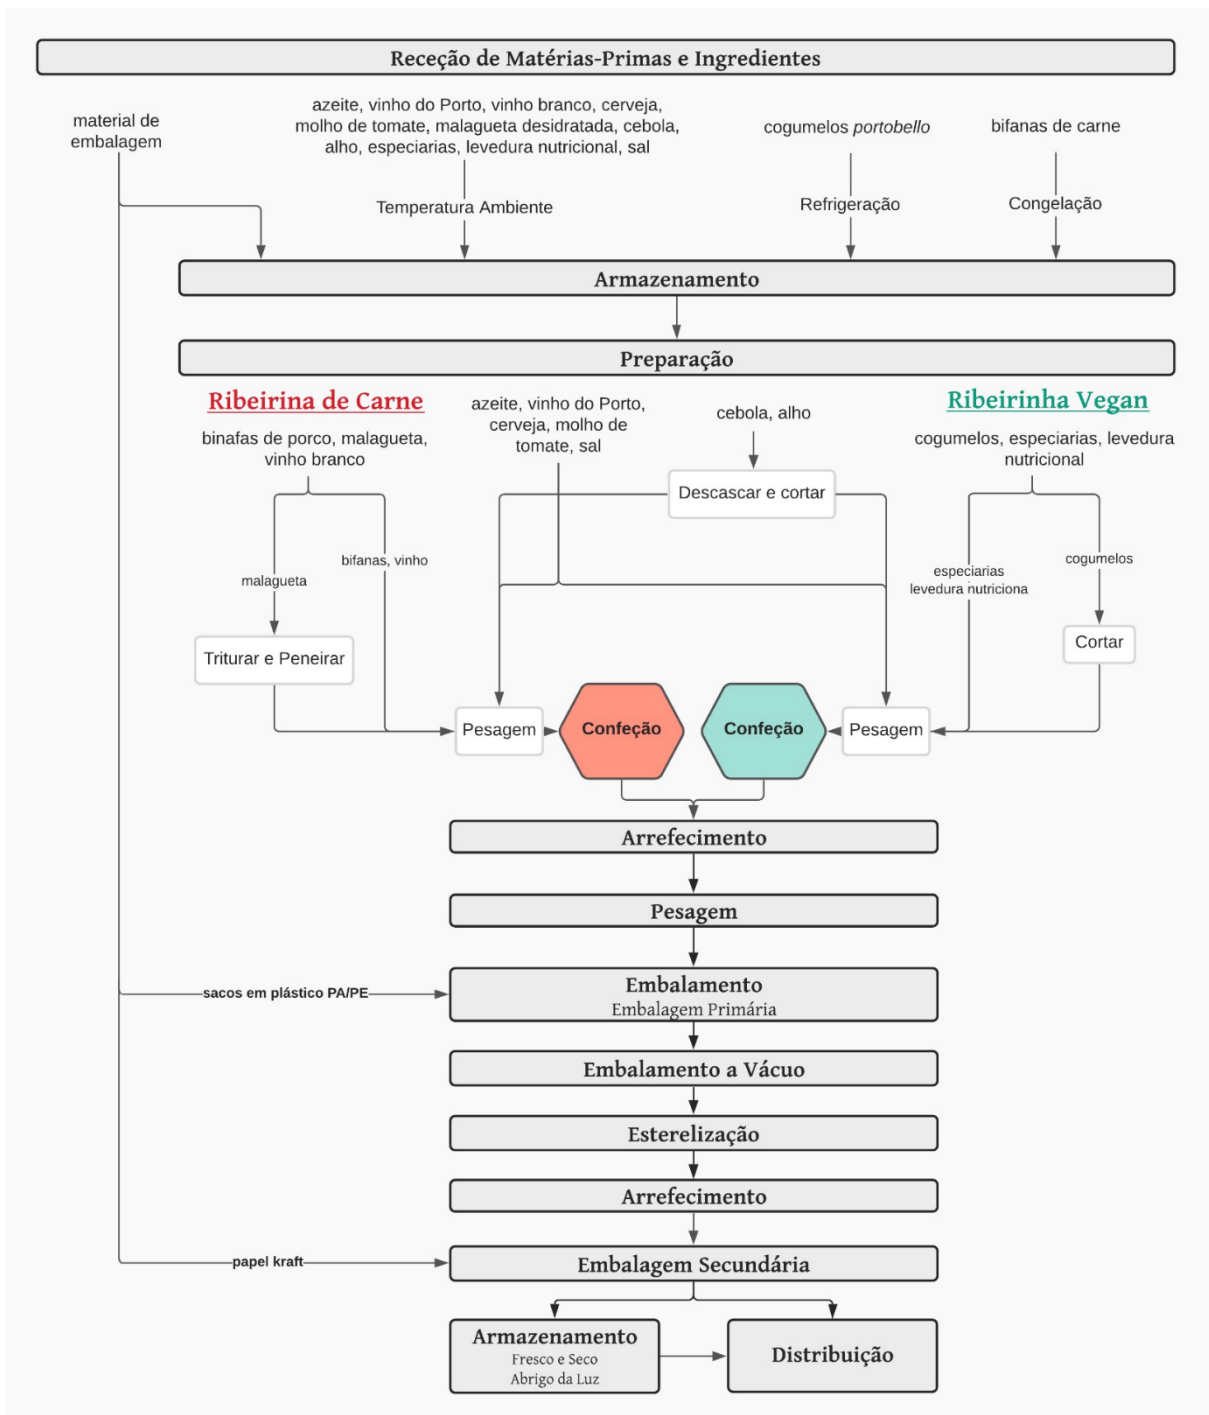 Receção de Matérias-Primas e Ingredientes
material de
embalagem
azeite, vinho do Porto, vinho branco, cerveja,
molho de tomate, malagueta desidratada, cebola,
alho, especiarias, levedura nutricional, sal
cogumelos portobello
bifanas de carne
Temperatura Ambiente
Refrigeração
Congelação
Armazenamento
Preparação
Ribeirina de Carne
binafas de porco, malagueta,
vinho branco
azeite, vinho do Porto,
cerveja, molho de
tomate, sal
cebola, alho
Ribeirinha Vegan
cogumelos, especiarias, levedura
nutricional
Descascar e cortar
malagueta
bifanas, vinho
especiarias
levedura nutriciona
cogumelos
Triturar e Peneirar
Cortar
Pesagem
Confeção
Confeção
Pesagem
Arrefecimento
Pesagem
sacos em plástico PA/PE
Embalamento
Embalagem Primária
Embalamento a Vácuo
Esterelização
Arrefecimento
papel kraft
Embalagem Secundária
Armazenamento
Fresco e Seco
Abrigo da Luz
Distribuição